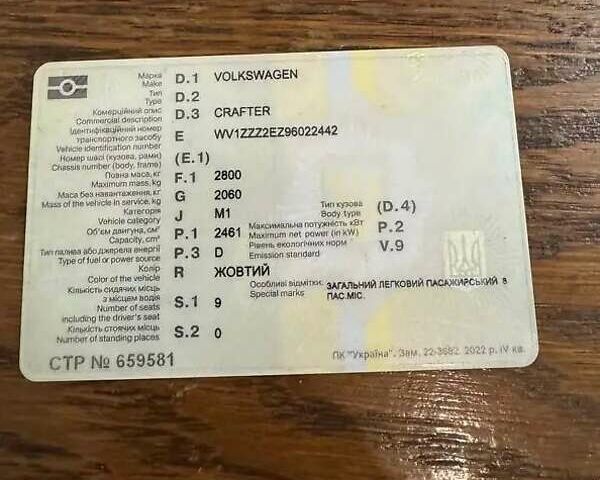 Марка
Make
D.1 VOLKSWAGEN
Тип
Type
D.2
Комерційний опис
Commercial description
D.3 CRAFTER
Ідентифікаційний номер
транспортного засобу
Vehicle identification number
E WV1ZZZ2EZ96022442
Номер шасі (кузова, рами)
Chassis number (body, frame)
(E.1)
Повна маса, кг
Maximum mass, kg
F.1 2800
Маса без навантаження, кг
Mass of the vehicle in service, kg
G 2060
Категорія
Vehicle category
J M1
Тип кузова
Body type
(D.4)
Об'єм двигуна, см³
Capacity, cm³
P.1 2461
Максимальна потужність кВт
Maximum net power (in kW)
P.2
Тип палива або джерела енергії
Type of fuel or power source
P.3 D
Рівень екологічних норм
Emission standard
V.9
Колір
Color of the vehicle
R ЖОВТИЙ
Особливі відмітки:
Special marks
ЗАГАЛЬНИЙ ЛЕГКОВИЙ ПАСАЖИРСЬКИЙ 8
ПАС.МІС.
Кількість сидячих місць
з місцем водія
Number of seats
including the driver's seat
S.1 9
Кількість стоячих місць
Number of standing places
S.2 0
СТР № 659581
ПК "Україна". Зам. 22-3682. 2022 р. IV кв.